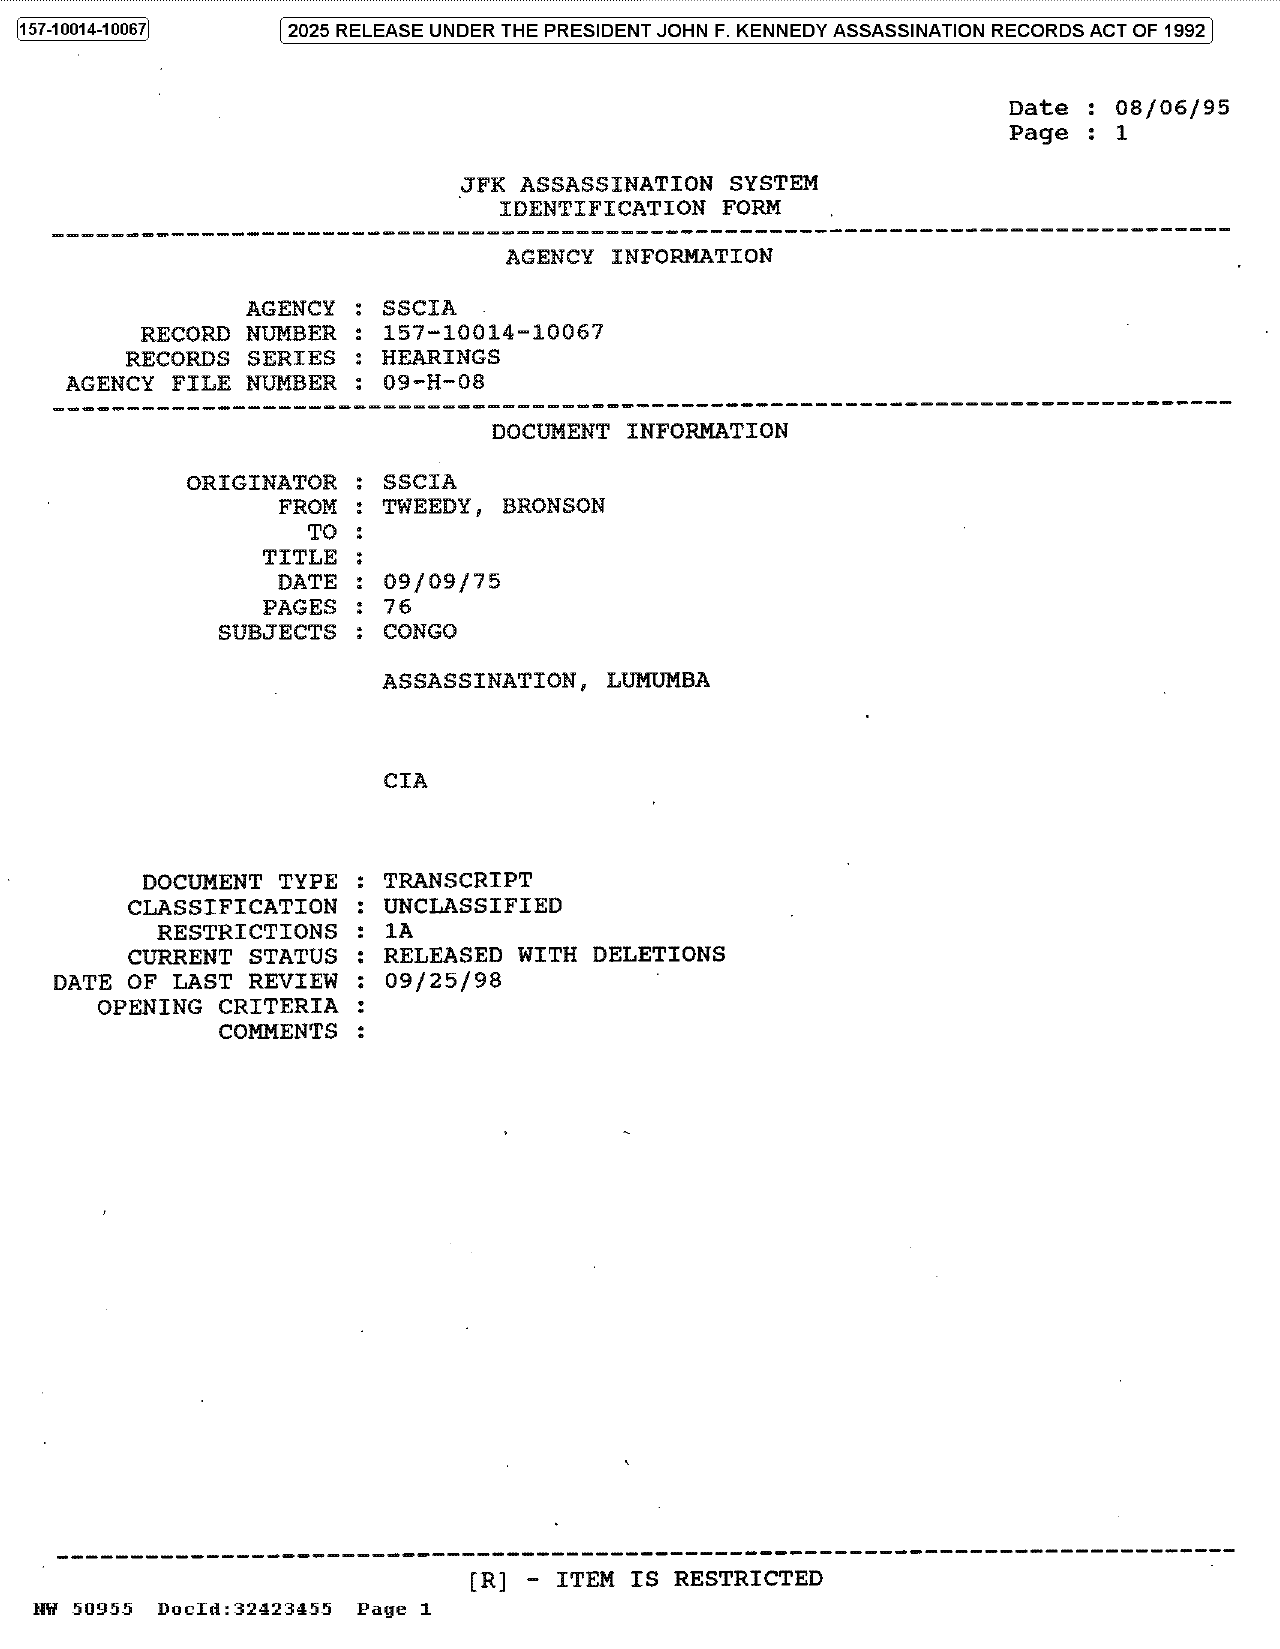 157-10014-10067
2025 RELEASE UNDER THE PRESIDENT JOHN F. KENNEDY ASSASSINATION RECORDS ACT OF 1992
Date : 08/06/95
Page : 1
JFK ASSASSINATION SYSTEM
IDENTIFICATION FORM
AGENCY INFORMATION
AGENCY : SSCIA
RECORD NUMBER : 157-10014-10067
RECORDS SERIES : HEARINGS
AGENCY FILE NUMBER : 09-H-08
DOCUMENT INFORMATION
ORIGINATOR : SSCIA
FROM : TWEEDY, BRONSON
TO :
TITLE :
DATE : 09/09/75
PAGES : 76
SUBJECTS : CONGO
ASSASSINATION, LUMUMBA
CIA
DOCUMENT TYPE : TRANSCRIPT
CLASSIFICATION : UNCLASSIFIED
RESTRICTIONS : 1A
CURRENT STATUS : RELEASED WITH DELETIONS
DATE OF LAST REVIEW : 09/25/98
OPENING CRITERIA :
COMMENTS :
[R] - ITEM IS RESTRICTED
NW 50955 DocId:32423455 Page 1